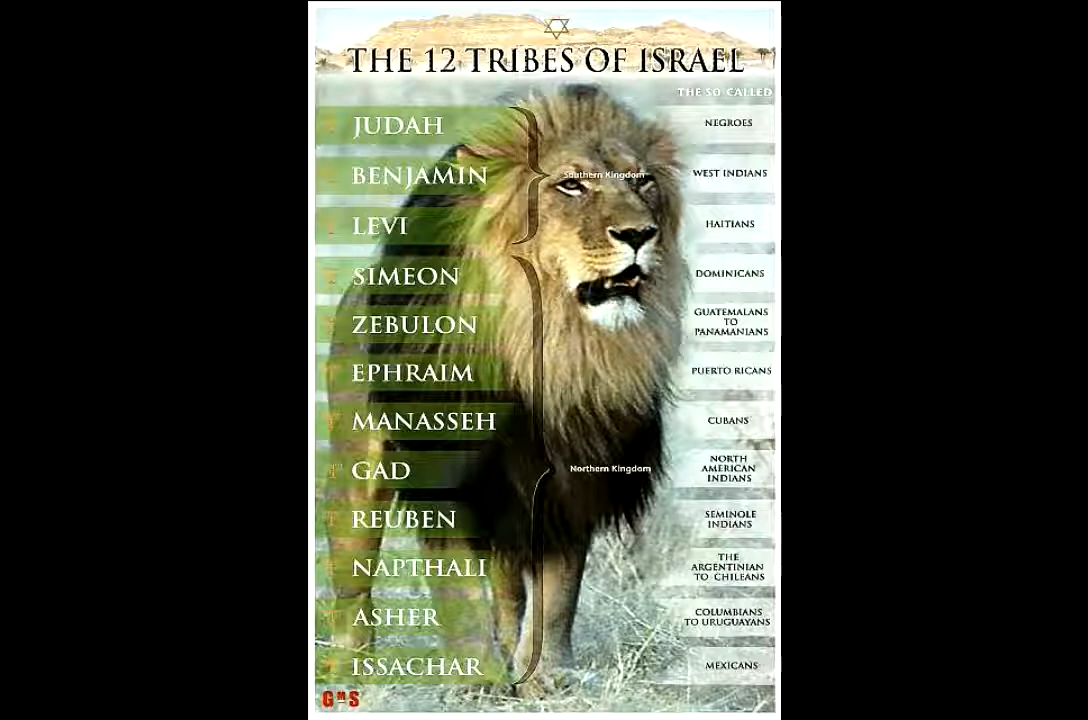 THE 12 TRIBES OF ISRAEL
THE SO CALLED
JUDAH
NEGROES
BENJAMIN
Southern Kingdom
WEST INDIANS
LEVI
HAITIANS
SIMEON
DOMINICANS
ZEBULON
GUATEMALANS
TO
PANAMANIANS
EPHRAIM
PUERTO RICANS
MANASSEH
CUBANS
GAD
Northern Kingdom
NORTH
AMERICAN
INDIANS
REUBEN
SEMINOLE
INDIANS
NAPTHALI
THE
ARGENTINIAN
TO CHILEANS
ASHER
COLUMBIANS
TO URUGUAYANS
ISSACHAR
MEXICANS
GMS